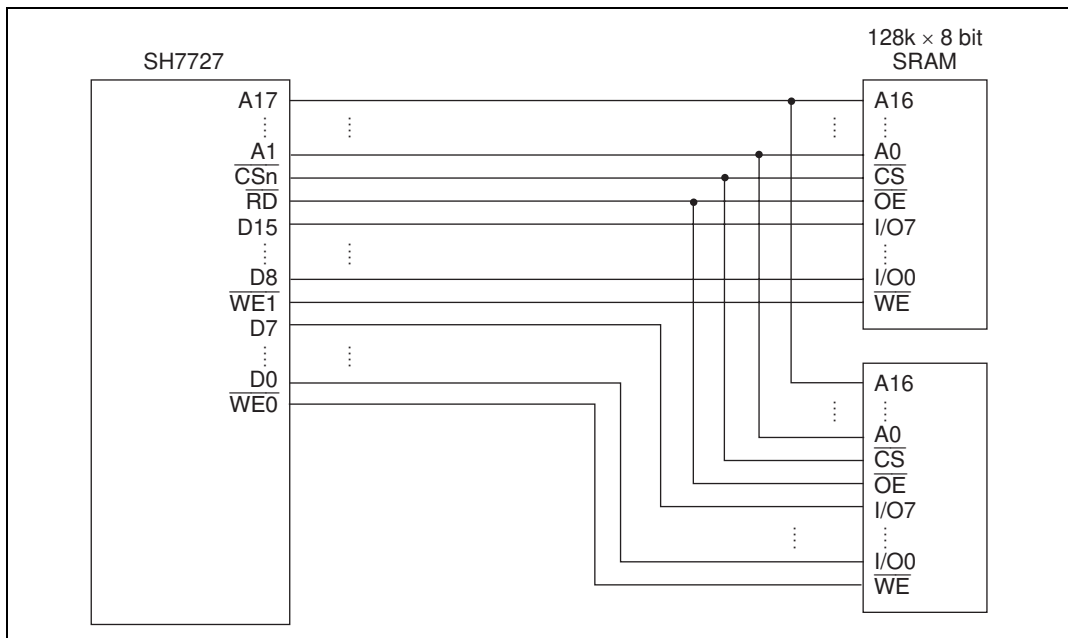 SH7727
A17
A1
CSn
RD
D15
D8
WE1
D7
D0
WE0
128k × 8 bit
SRAM
A16
A0
CS
OE
I/O7
I/O0
WE
A16
A0
CS
OE
I/O7
I/O0
WE